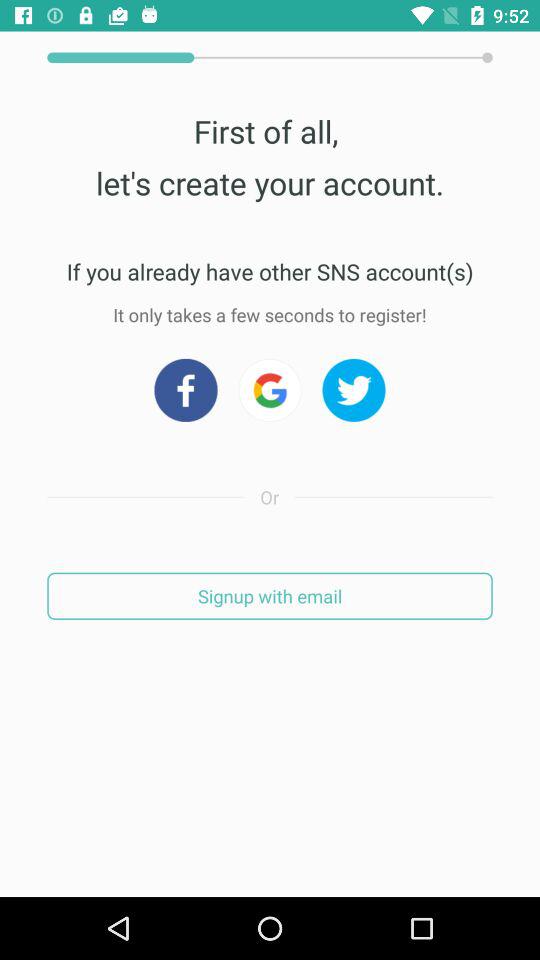 9:52
First of all,
let's create your account.
If you already have other SNS account(s)
It only takes a few seconds to register!
Or
Signup with email